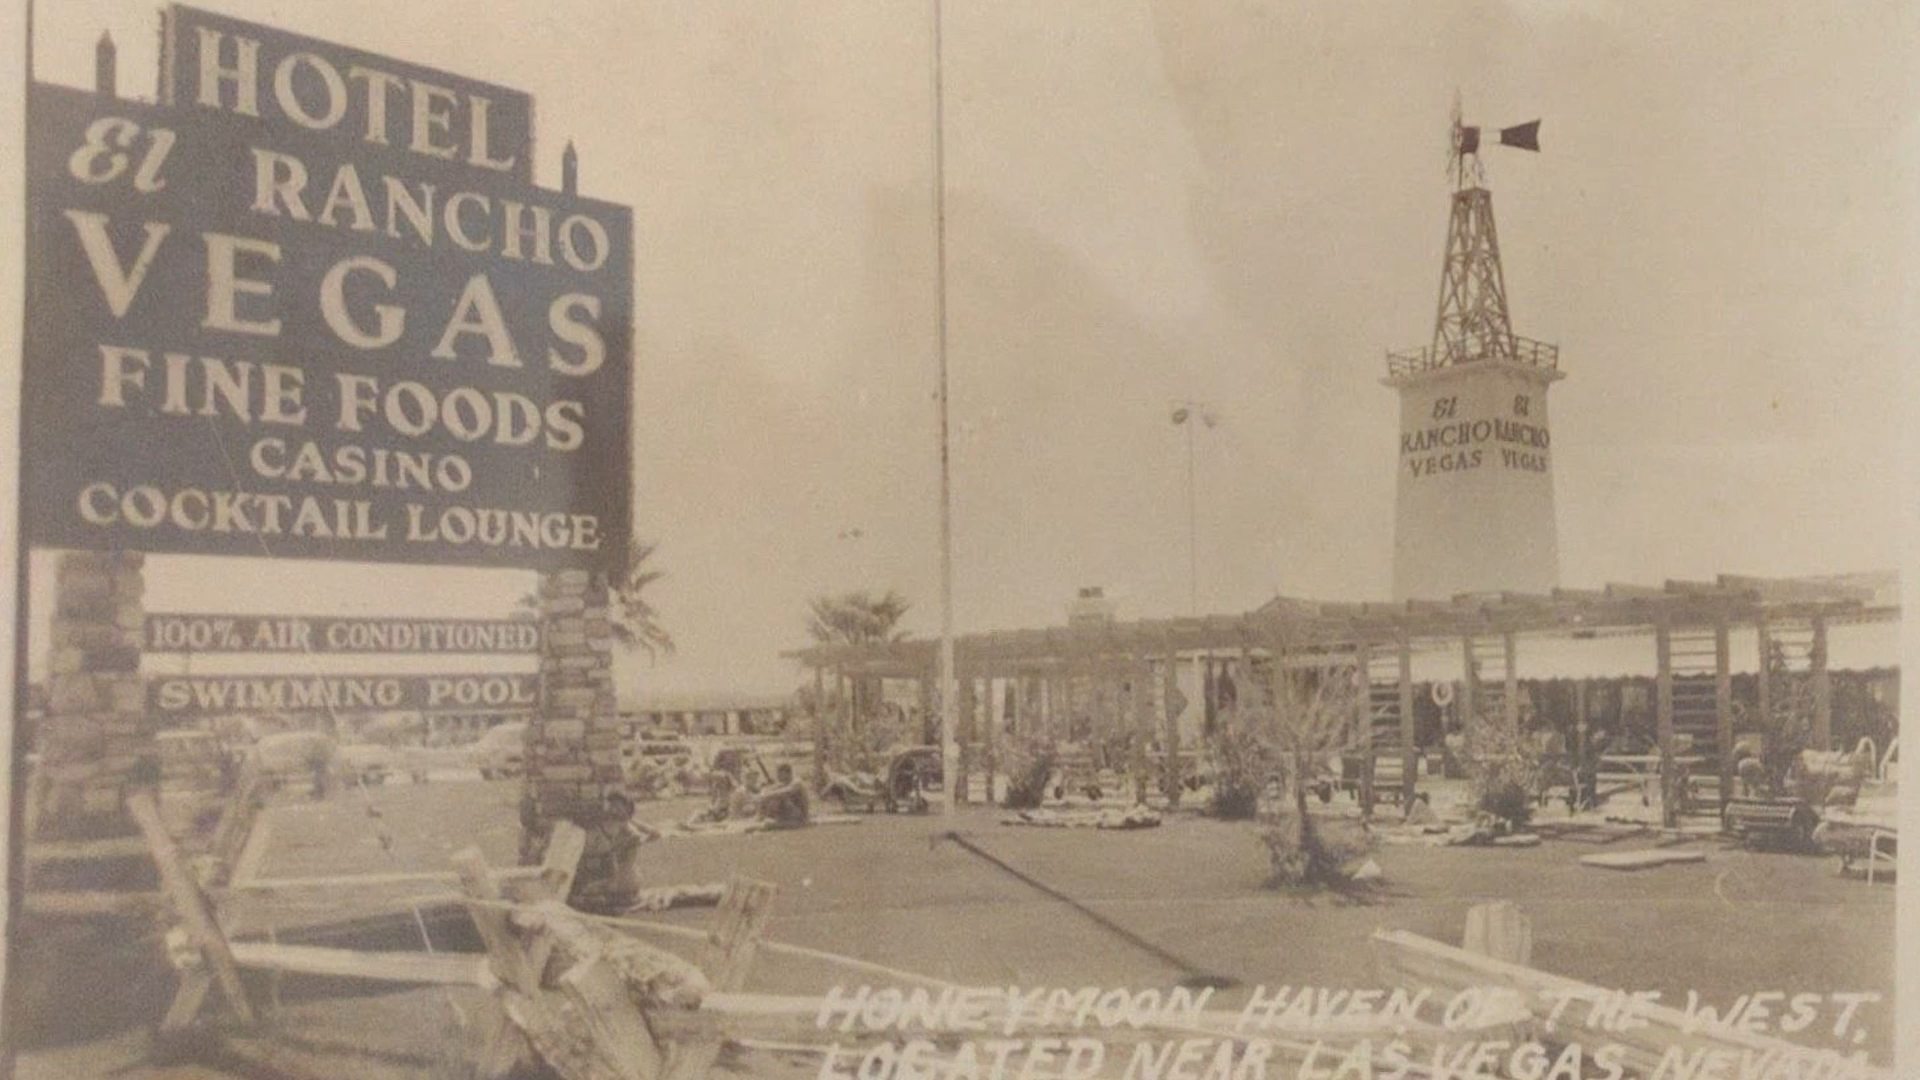 HOTEL
El RANCHO
VEGAS
FINE FOODS
CASINO
COCKTAIL LOUNGE
100% AIR CONDITIONED
SWIMMING POOL
El
RANCHO
VEGAS
El
RANCHO
VEGAS
HONEYMOON HAVEN OF THE WEST,
LOCATED NEAR LAS VEGAS, NEVADA